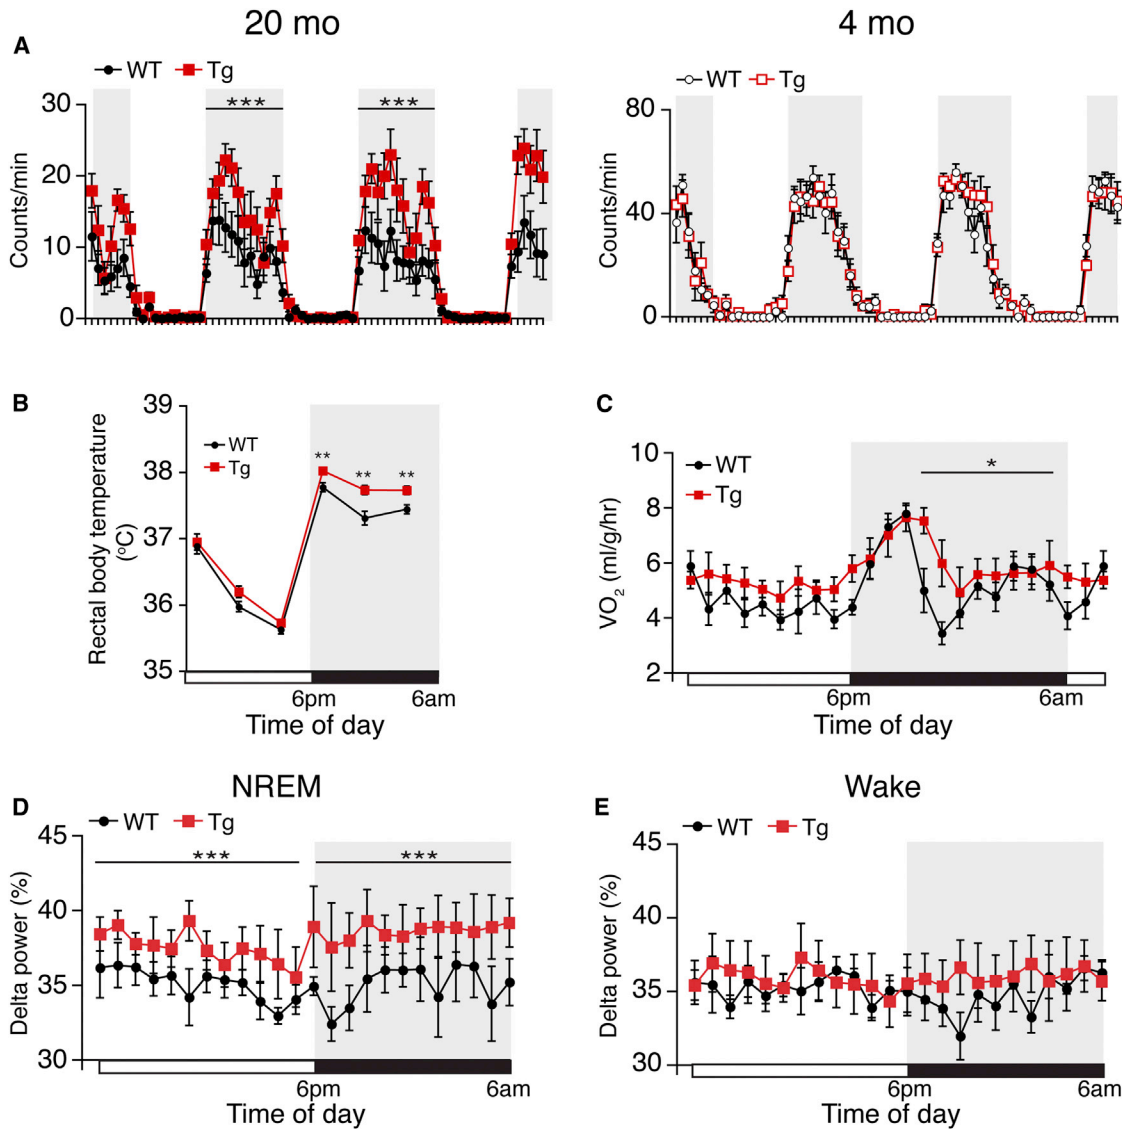 20 mo
4 mo
A
WT Tg
WT Tg
30
20
10
0
Counts/min
***
***
80
40
0
Counts/min
B
39
38
37
36
35
Rectal body temperature
(oC)
WT
Tg
**
**
**
6pm
6am
Time of day
C
10
8
6
4
2
VO2 (ml/g/hr)
WT
Tg
*
6pm
6am
Time of day
NREM
Wake
D
WT Tg
45
40
35
30
Delta power (%)
***
***
6pm
6am
Time of day
E
WT Tg
45
40
35
30
Delta power (%)
6pm
6am
Time of day